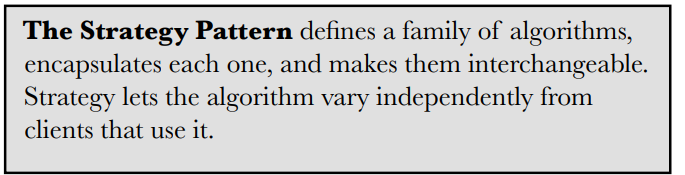 The Strategy Pattern defines a family of algorithms,
encapsulates each one, and makes them interchangeable.
Strategy lets the algorithm vary independently from
clients that use it.